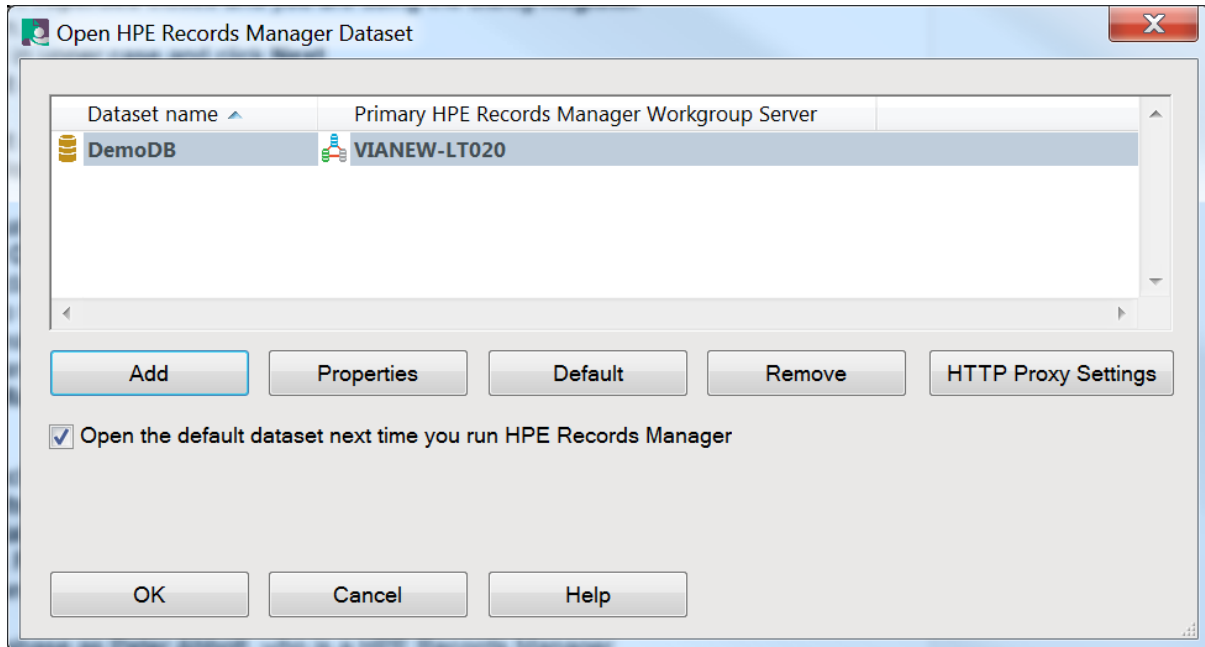 Open HPE Records Manager Dataset
Dataset name Primary HPE Records Manager Workgroup Server
DemoDB VIANEW-LT020
Add Properties Default Remove HTTP Proxy Settings
Open the default dataset next time you run HPE Records Manager
OK Cancel Help